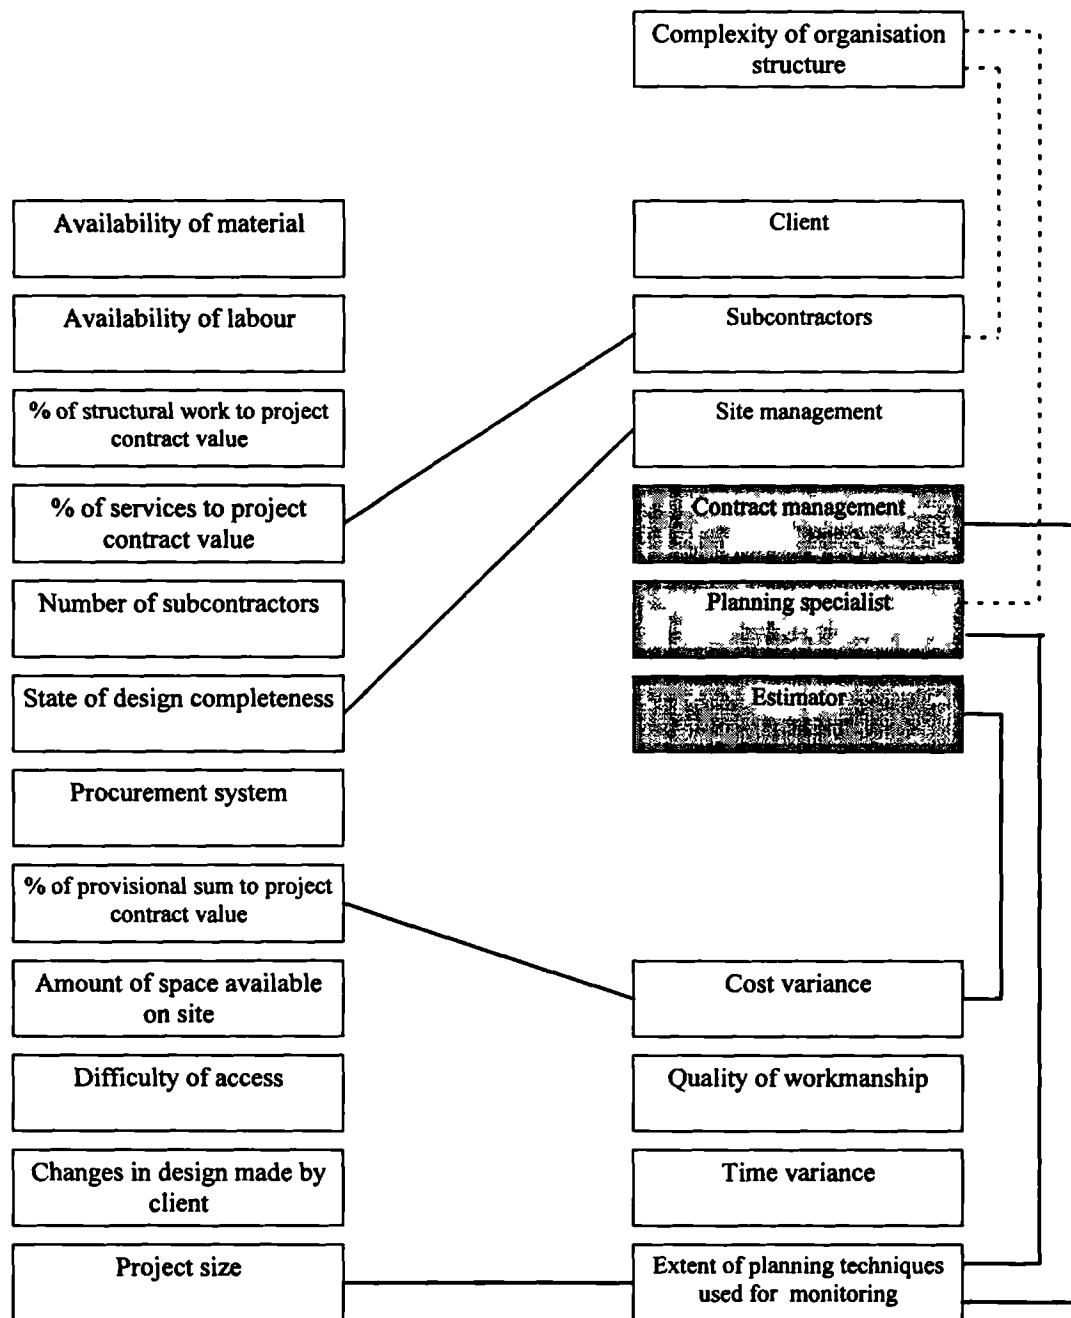 Complexity of organisation
structure
Availability of material
Client
Availability of labour
Subcontractors
% of structural work to project
contract value
Site management
% of services to project
contract value
Contract management
Number of subcontractors
Planning specialist
State of design completeness
Estimator
Procurement system
% of provisional sum to project
contract value
Amount of space available
on site
Cost variance
Difficulty of access
Quality of workmanship
Changes in design made by
client
Time variance
Project size
Extent of planning techniques
used for monitoring